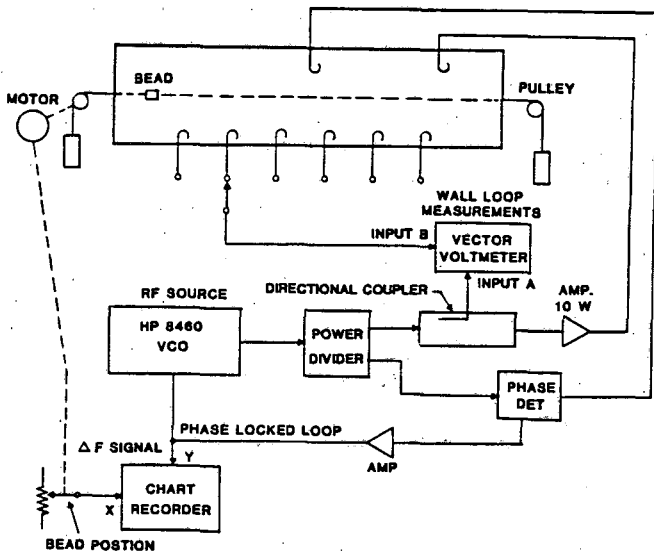 BEAD
MOTOR
PULLEY
WALL LOOP
MEASUREMENTS
INPUT B
VECTOR
VOLTMETER
INPUT A
DIRECTIONAL COUPLER
AMP.
10 W
RF SOURCE
HP 8460
VCO
POWER
DIVIDER
PHASE
DET
PHASE LOCKED LOOP
AMP
Δ F SIGNAL
Y
CHART
RECORDER
X
BEAD POSTION